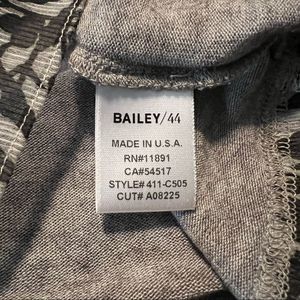 BAILEY/44
MADE IN U.S.A.
RN#11891
CA#54517
STYLE# 411-C505
CUT# A08225